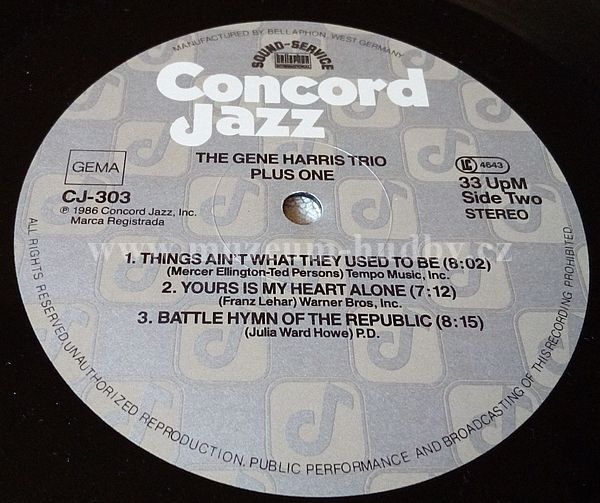 MANUFACTURED BY BELLAPHON, WEST GERMANY
SOUND-SERVICE
bellaphon
INTERNATIONAL
Concord
Jazz
THE GENE HARRIS TRIO
PLUS ONE
GEMA
CJ-303
℗ 1986 Concord Jazz, Inc.
Marca Registrada
LC 4643
33 UpM
Side Two
STEREO
www.muzeum-hudby.cz
1. THINGS AIN'T WHAT THEY USED TO BE (8:02)
(Mercer Ellington-Ted Persons) Tempo Music, Inc.
2. YOURS IS MY HEART ALONE (7:12)
(Franz Lehar) Warner Bros, Inc.
3. BATTLE HYMN OF THE REPUBLIC (8:15)
(Julia Ward Howe) P.D.
ALL RIGHTS RESERVED. UNAUTHORIZED REPRODUCTION, PUBLIC PERFORMANCE AND BROADCASTING OF THIS RECORDING PROHIBITED.